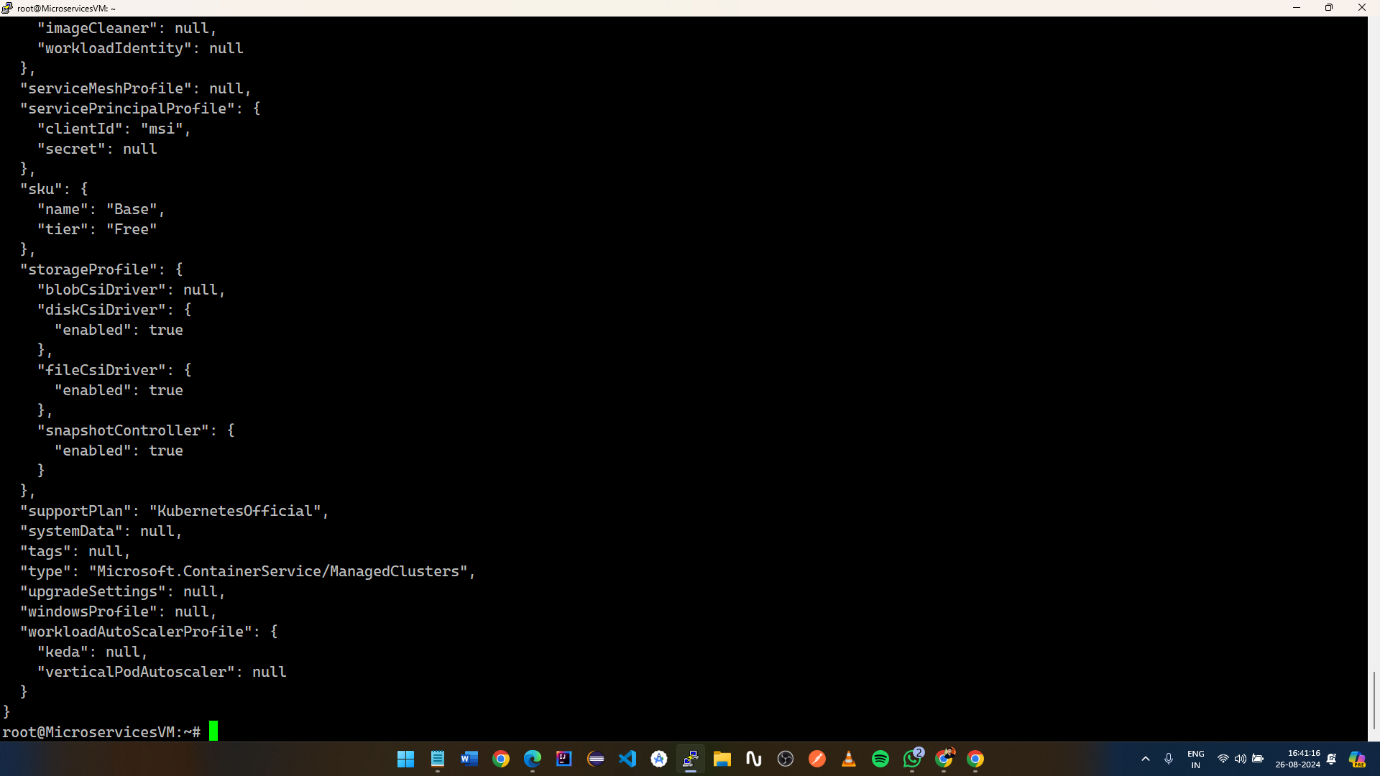 root@MicroservicesVM: ~
    "imageCleaner": null,
    "workloadIdentity": null
  },
  "serviceMeshProfile": null,
  "servicePrincipalProfile": {
    "clientId": "msi",
    "secret": null
  },
  "sku": {
    "name": "Base",
    "tier": "Free"
  },
  "storageProfile": {
    "blobCsiDriver": null,
    "diskCsiDriver": {
      "enabled": true
    },
    "fileCsiDriver": {
      "enabled": true
    },
    "snapshotController": {
      "enabled": true
    }
  },
  "supportPlan": "KubernetesOfficial",
  "systemData": null,
  "tags": null,
  "type": "Microsoft.ContainerService/ManagedClusters",
  "upgradeSettings": null,
  "windowsProfile": null,
  "workloadAutoScalerProfile": {
    "keda": null,
    "verticalPodAutoscaler": null
  }
}
root@MicroservicesVM:~#
2
ENG
IN
16:41:16
26-08-2024